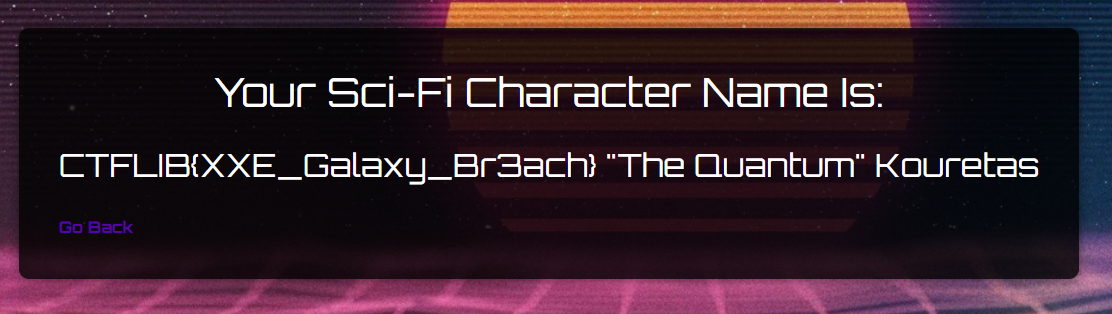 Your Sci-Fi Character Name Is:
CTFLIB{XXE_Galaxy_Br3ach} "The Quantum" Kouretas
Go Back